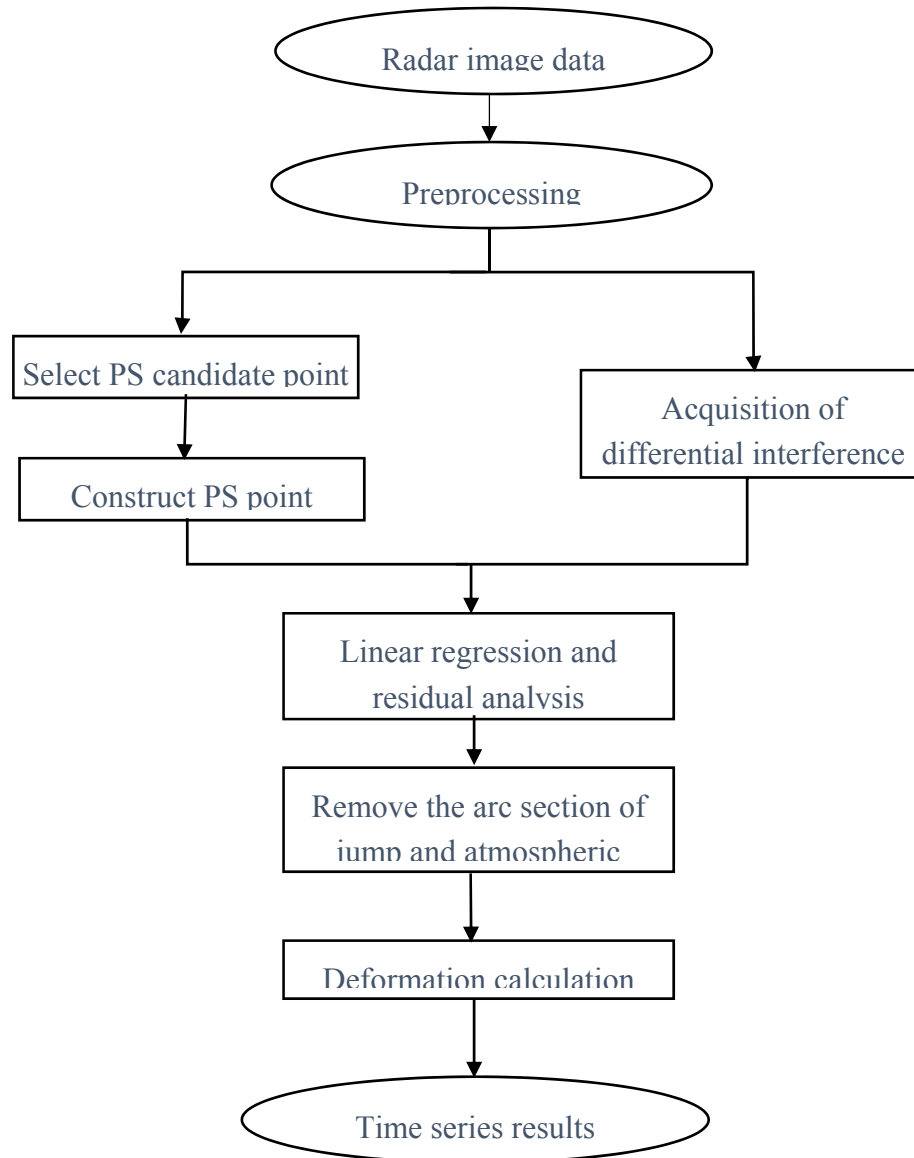 Radar image data
Preprocessing
Select PS candidate point
Acquisition of
differential interference
Construct PS point
Linear regression and
residual analysis
Remove the arc section of
jump and atmospheric
Deformation calculation
Time series results